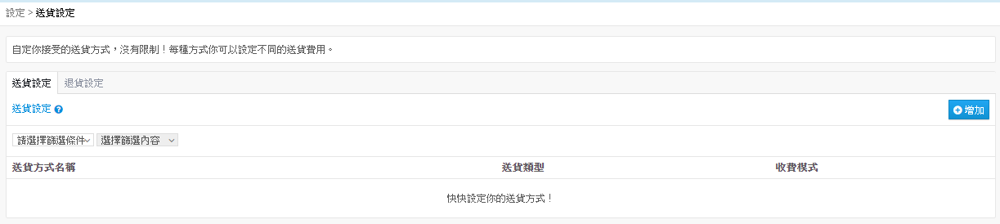 設定 > 送貨設定
自定你接受的送貨方式，沒有限制！每種方式你可以設定不同的送貨費用。
送貨設定 退貨設定
送貨設定 ?
增加
請選擇篩選條件 選擇篩選內容
送貨方式名稱 送貨類型 收費模式
快快設定你的送貨方式！